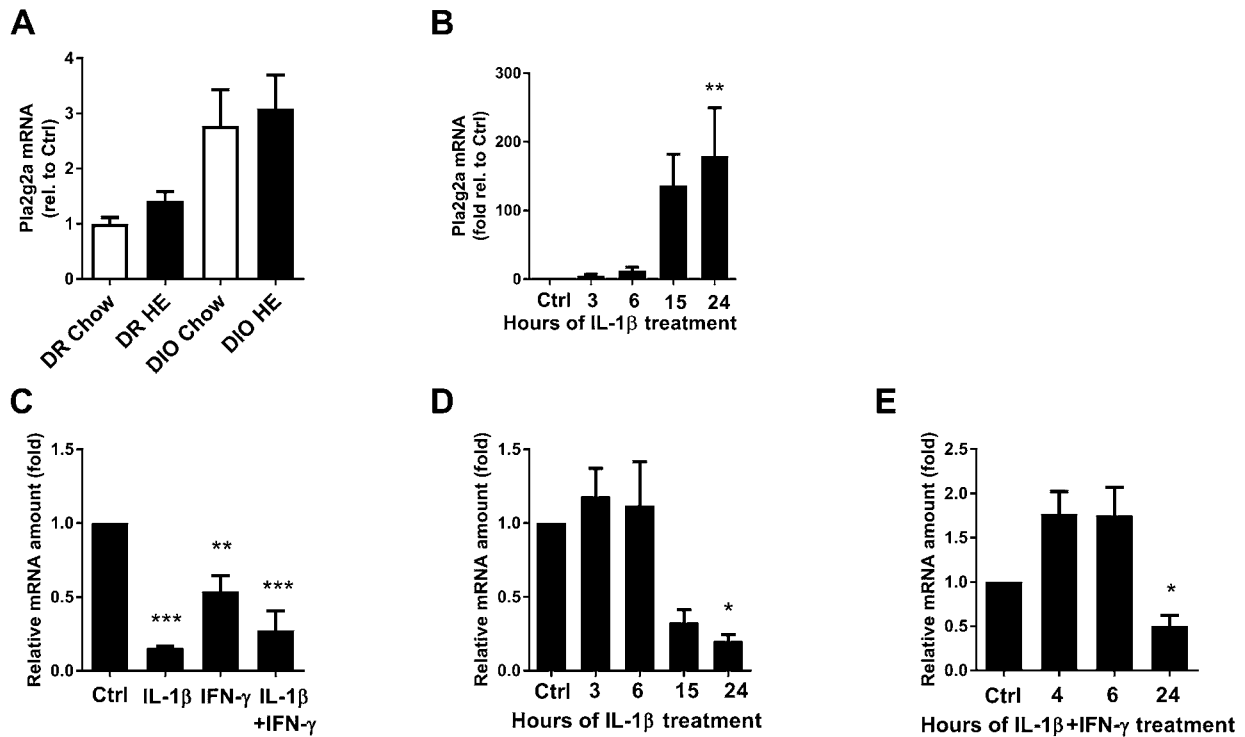 A
Pla2g2a mRNA
(rel. to Ctrl)
4
3
2
1
0
DR Chow
DR HE
DIO Chow
DIO HE
B
Pla2g2a mRNA
(fold rel. to Ctrl)
300
200
100
0
**
Ctrl 3 6 15 24
Hours of IL-1β treatment
C
Relative mRNA amount (fold)
1.5
1.0
0.5
0.0
***
**
***
Ctrl IL-1β IFN-γ IL-1β
+IFN-γ
D
1.5
1.0
0.5
0.0
Relative mRNA amount (fold)
*
Ctrl 3 6 15 24
Hours of IL-1β treatment
E
Relative mRNA amount (fold)
2.5
2.0
1.5
1.0
0.5
0.0
*
Ctrl 4 6 24
Hours of IL-1β+IFN-γ treatment